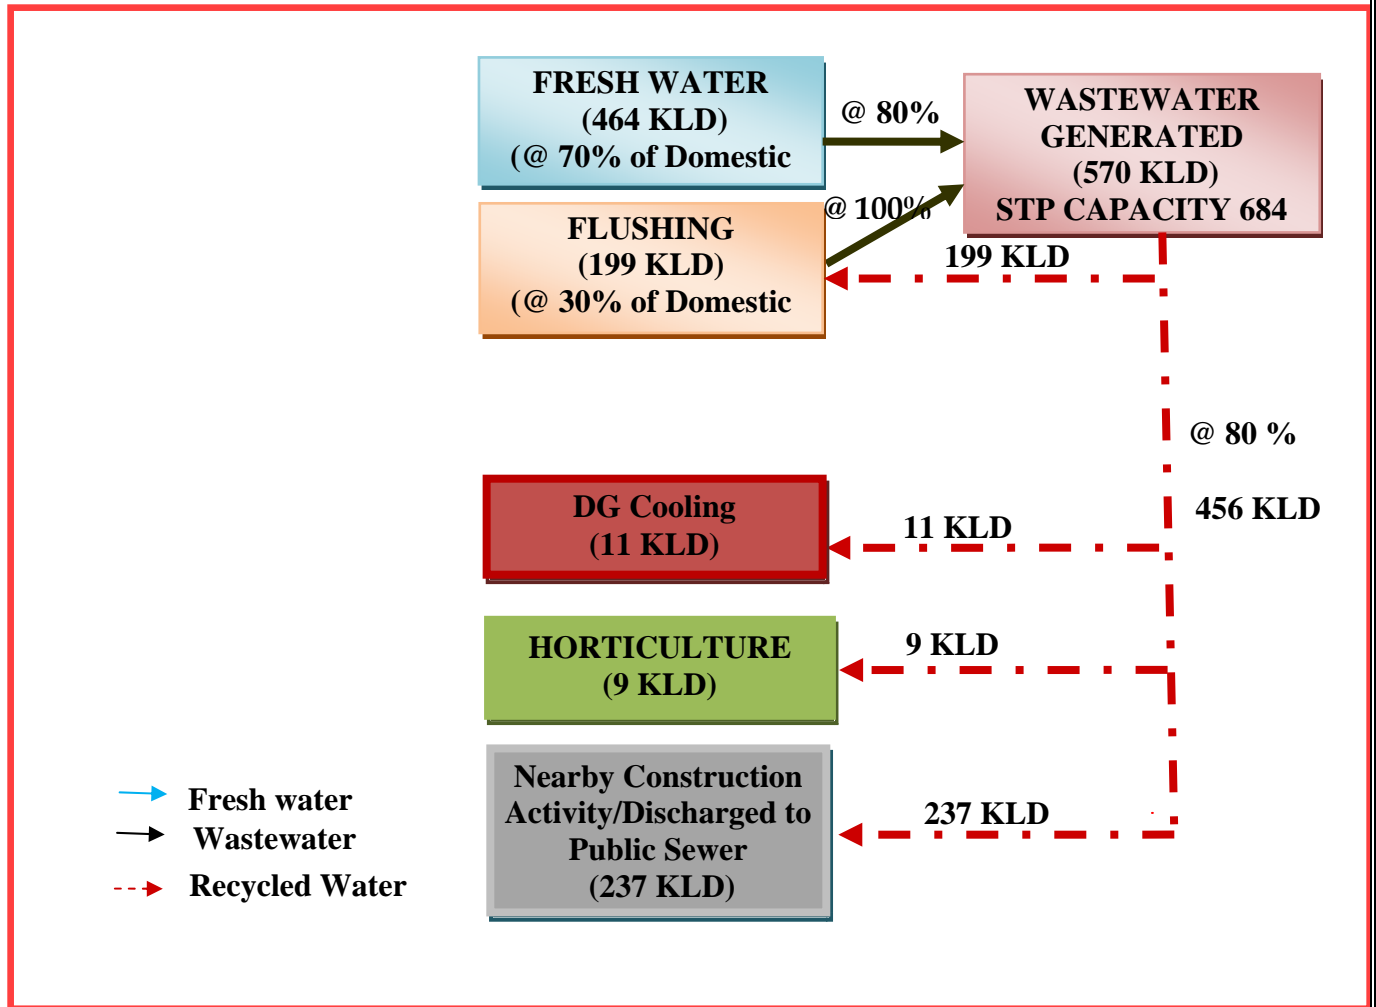 FRESH WATER
(464 KLD)
(@ 70% of Domestic
@ 80%
WASTEWATER
GENERATED
(570 KLD)
STP CAPACITY 684
FLUSHING
(199 KLD)
(@ 30% of Domestic
@ 100%
199 KLD
@ 80 %
456 KLD
DG Cooling
(11 KLD)
11 KLD
HORTICULTURE
(9 KLD)
9 KLD
Nearby Construction
Activity/Discharged to
Public Sewer
(237 KLD)
237 KLD
Fresh water
Wastewater
Recycled Water